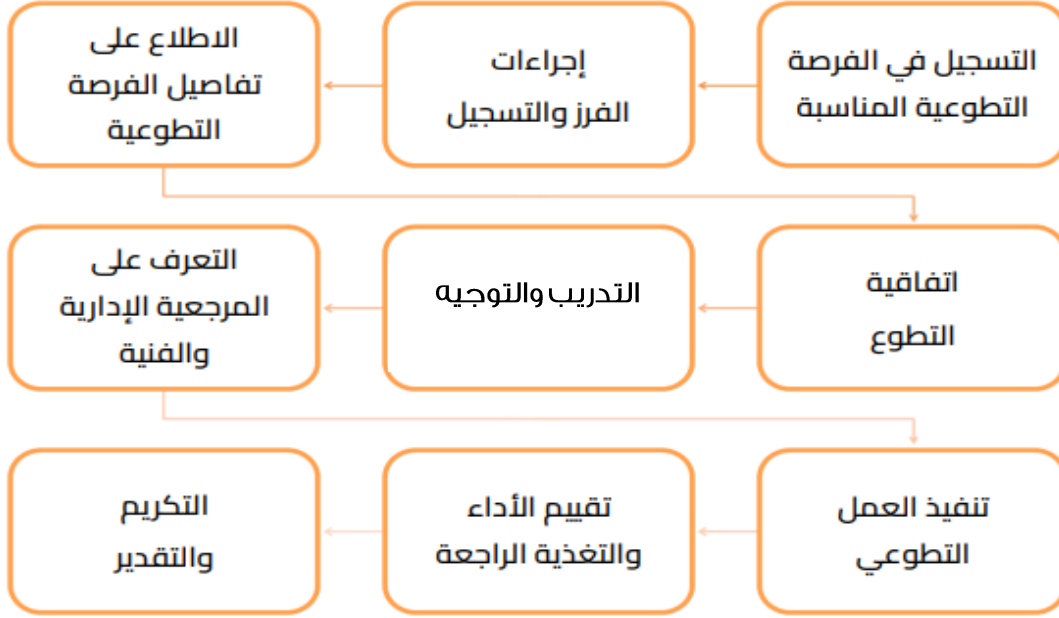 التسجيل في الفرصة
التطوعية المناسبة
إجراءات
الفرز والتسجيل
الاطلاع على
تفاصيل الفرصة
التطوعية
اتفاقية
التطوع
التدريب والتوجيه
التعرف على
المرجعية الإدارية
والفنية
تنفيذ العمل
التطوعي
تقييم الأداء
والتغذية الراجعة
التكريم
والتقدير